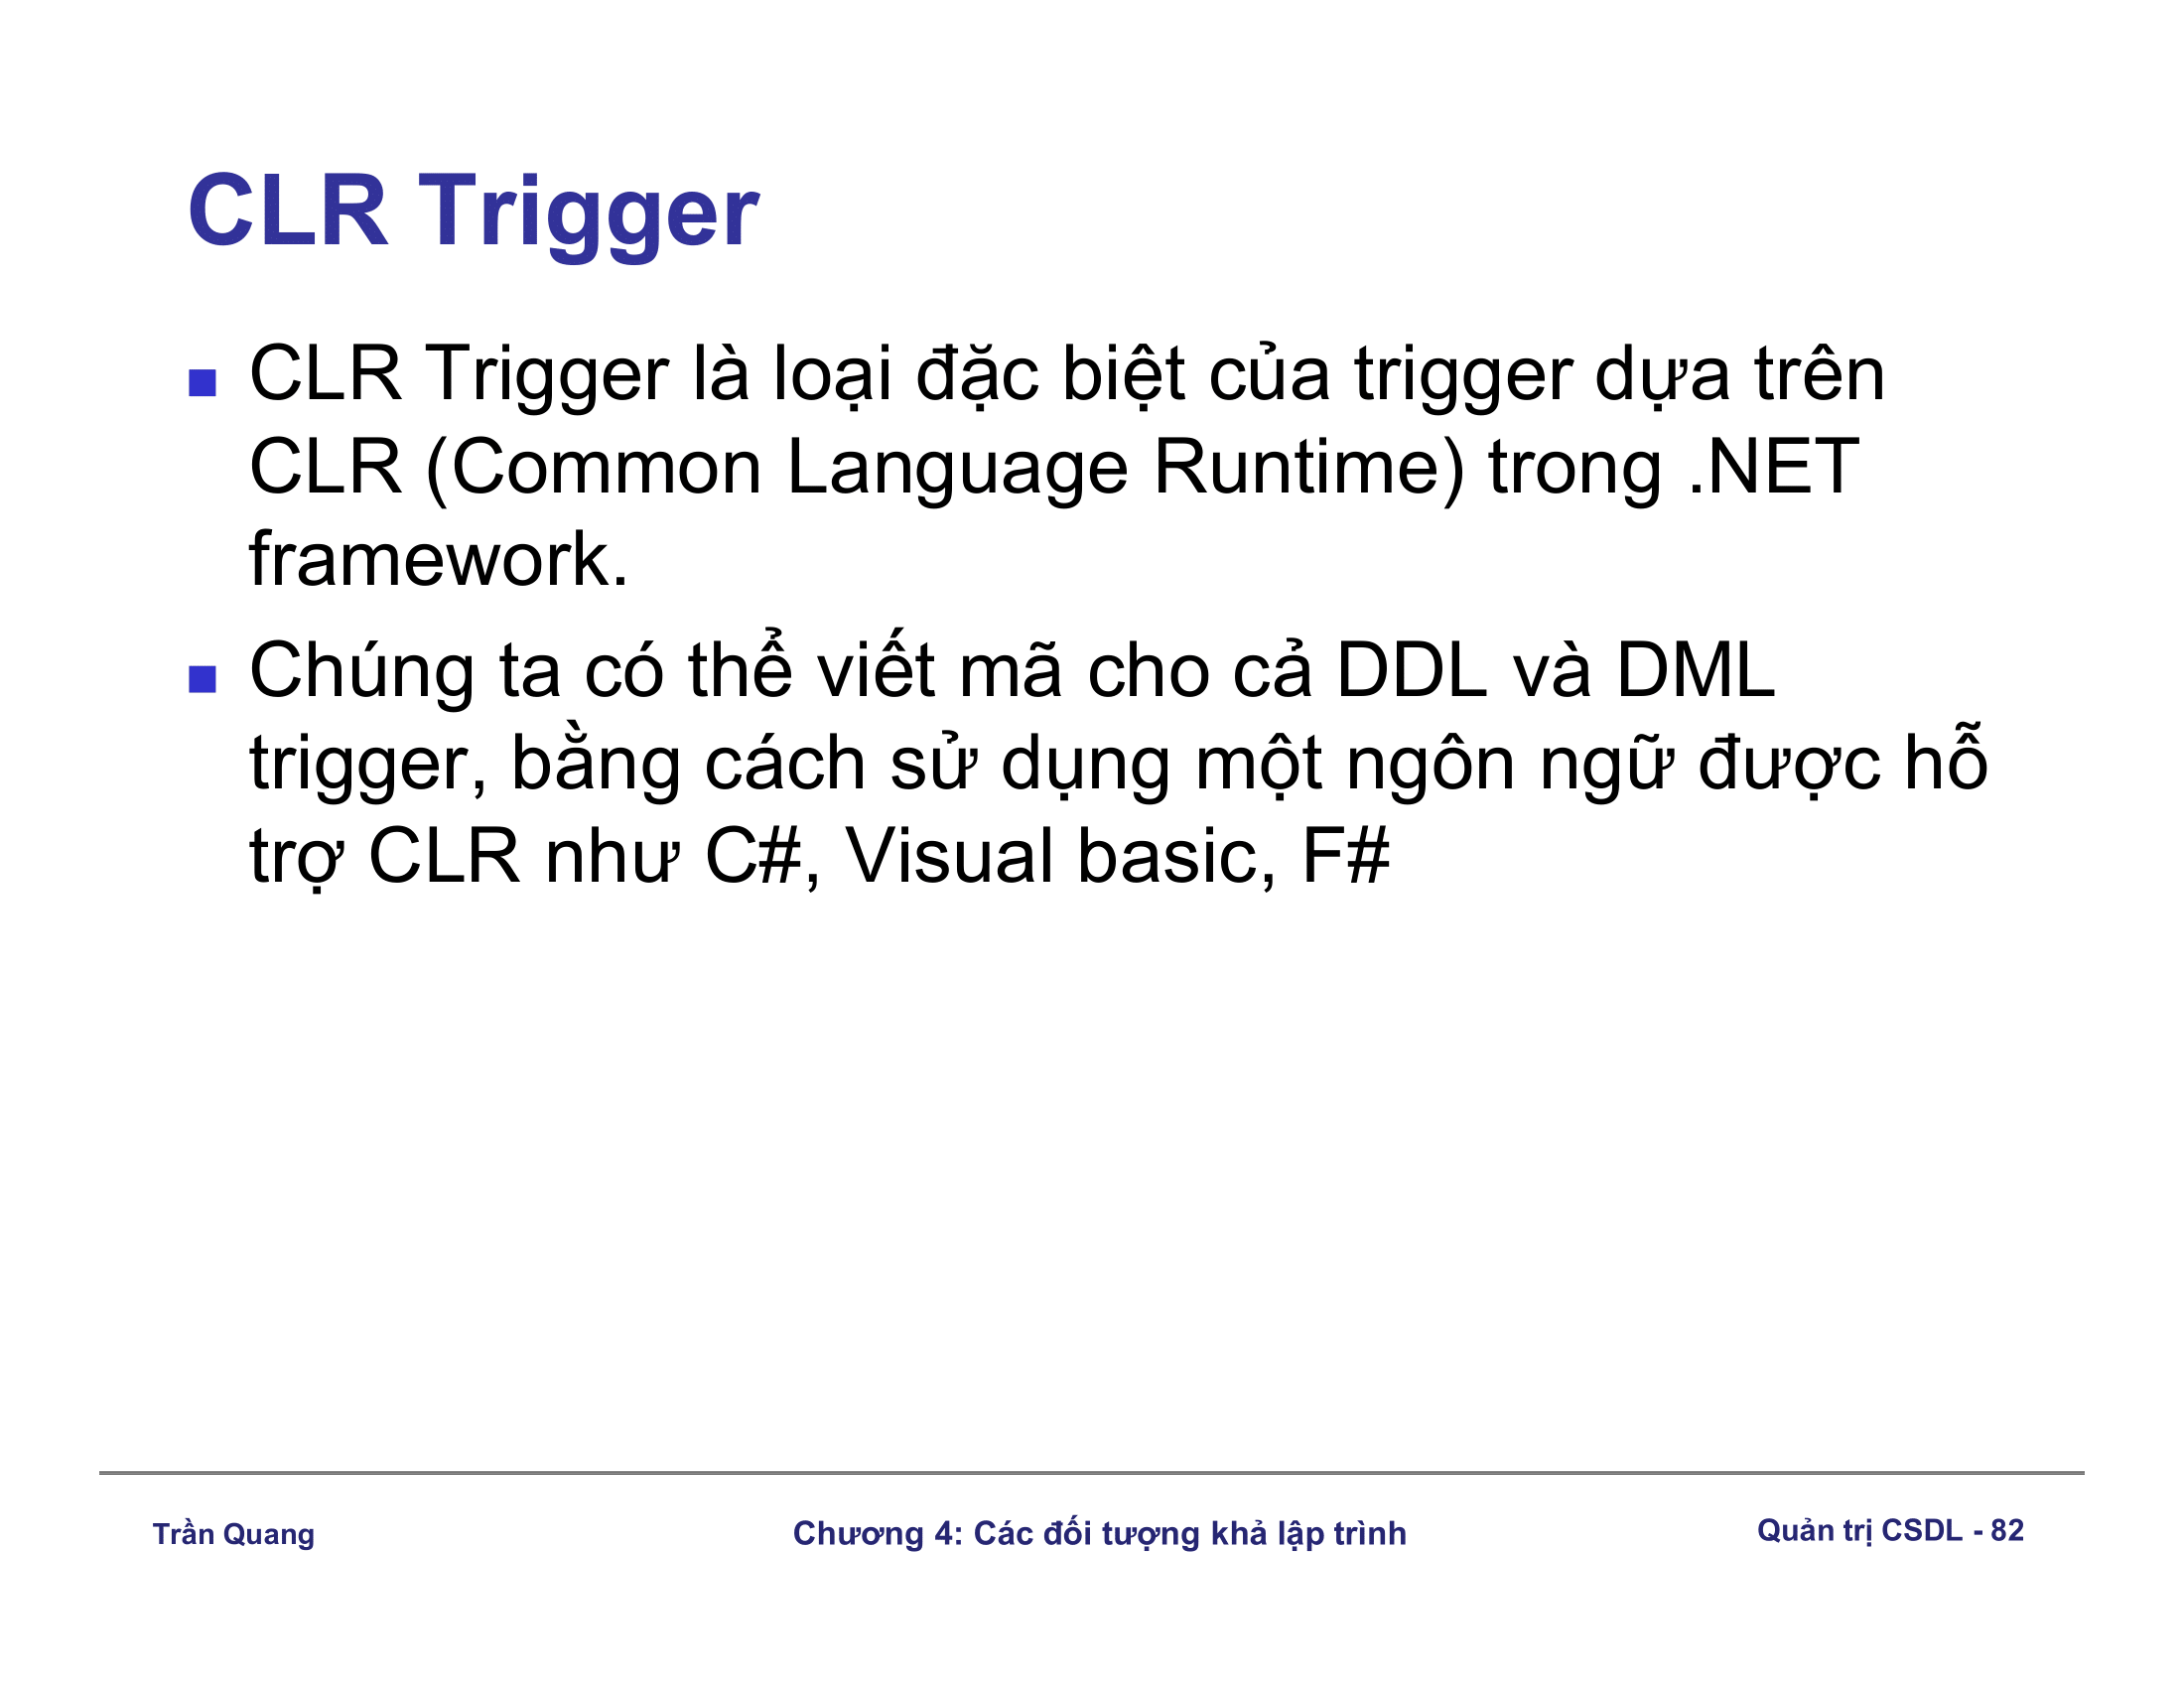 CLR Trigger
CLR Trigger là loại đặc biệt của trigger dựa trên
CLR (Common Language Runtime) trong .NET
framework.
Chúng ta có thể viết mã cho cả DDL và DML
trigger, bằng cách sử dụng một ngôn ngữ được hỗ
trợ CLR như C#, Visual basic, F#
Trần Quang
Chương 4: Các đối tượng khả lập trình
Quản trị CSDL - 82